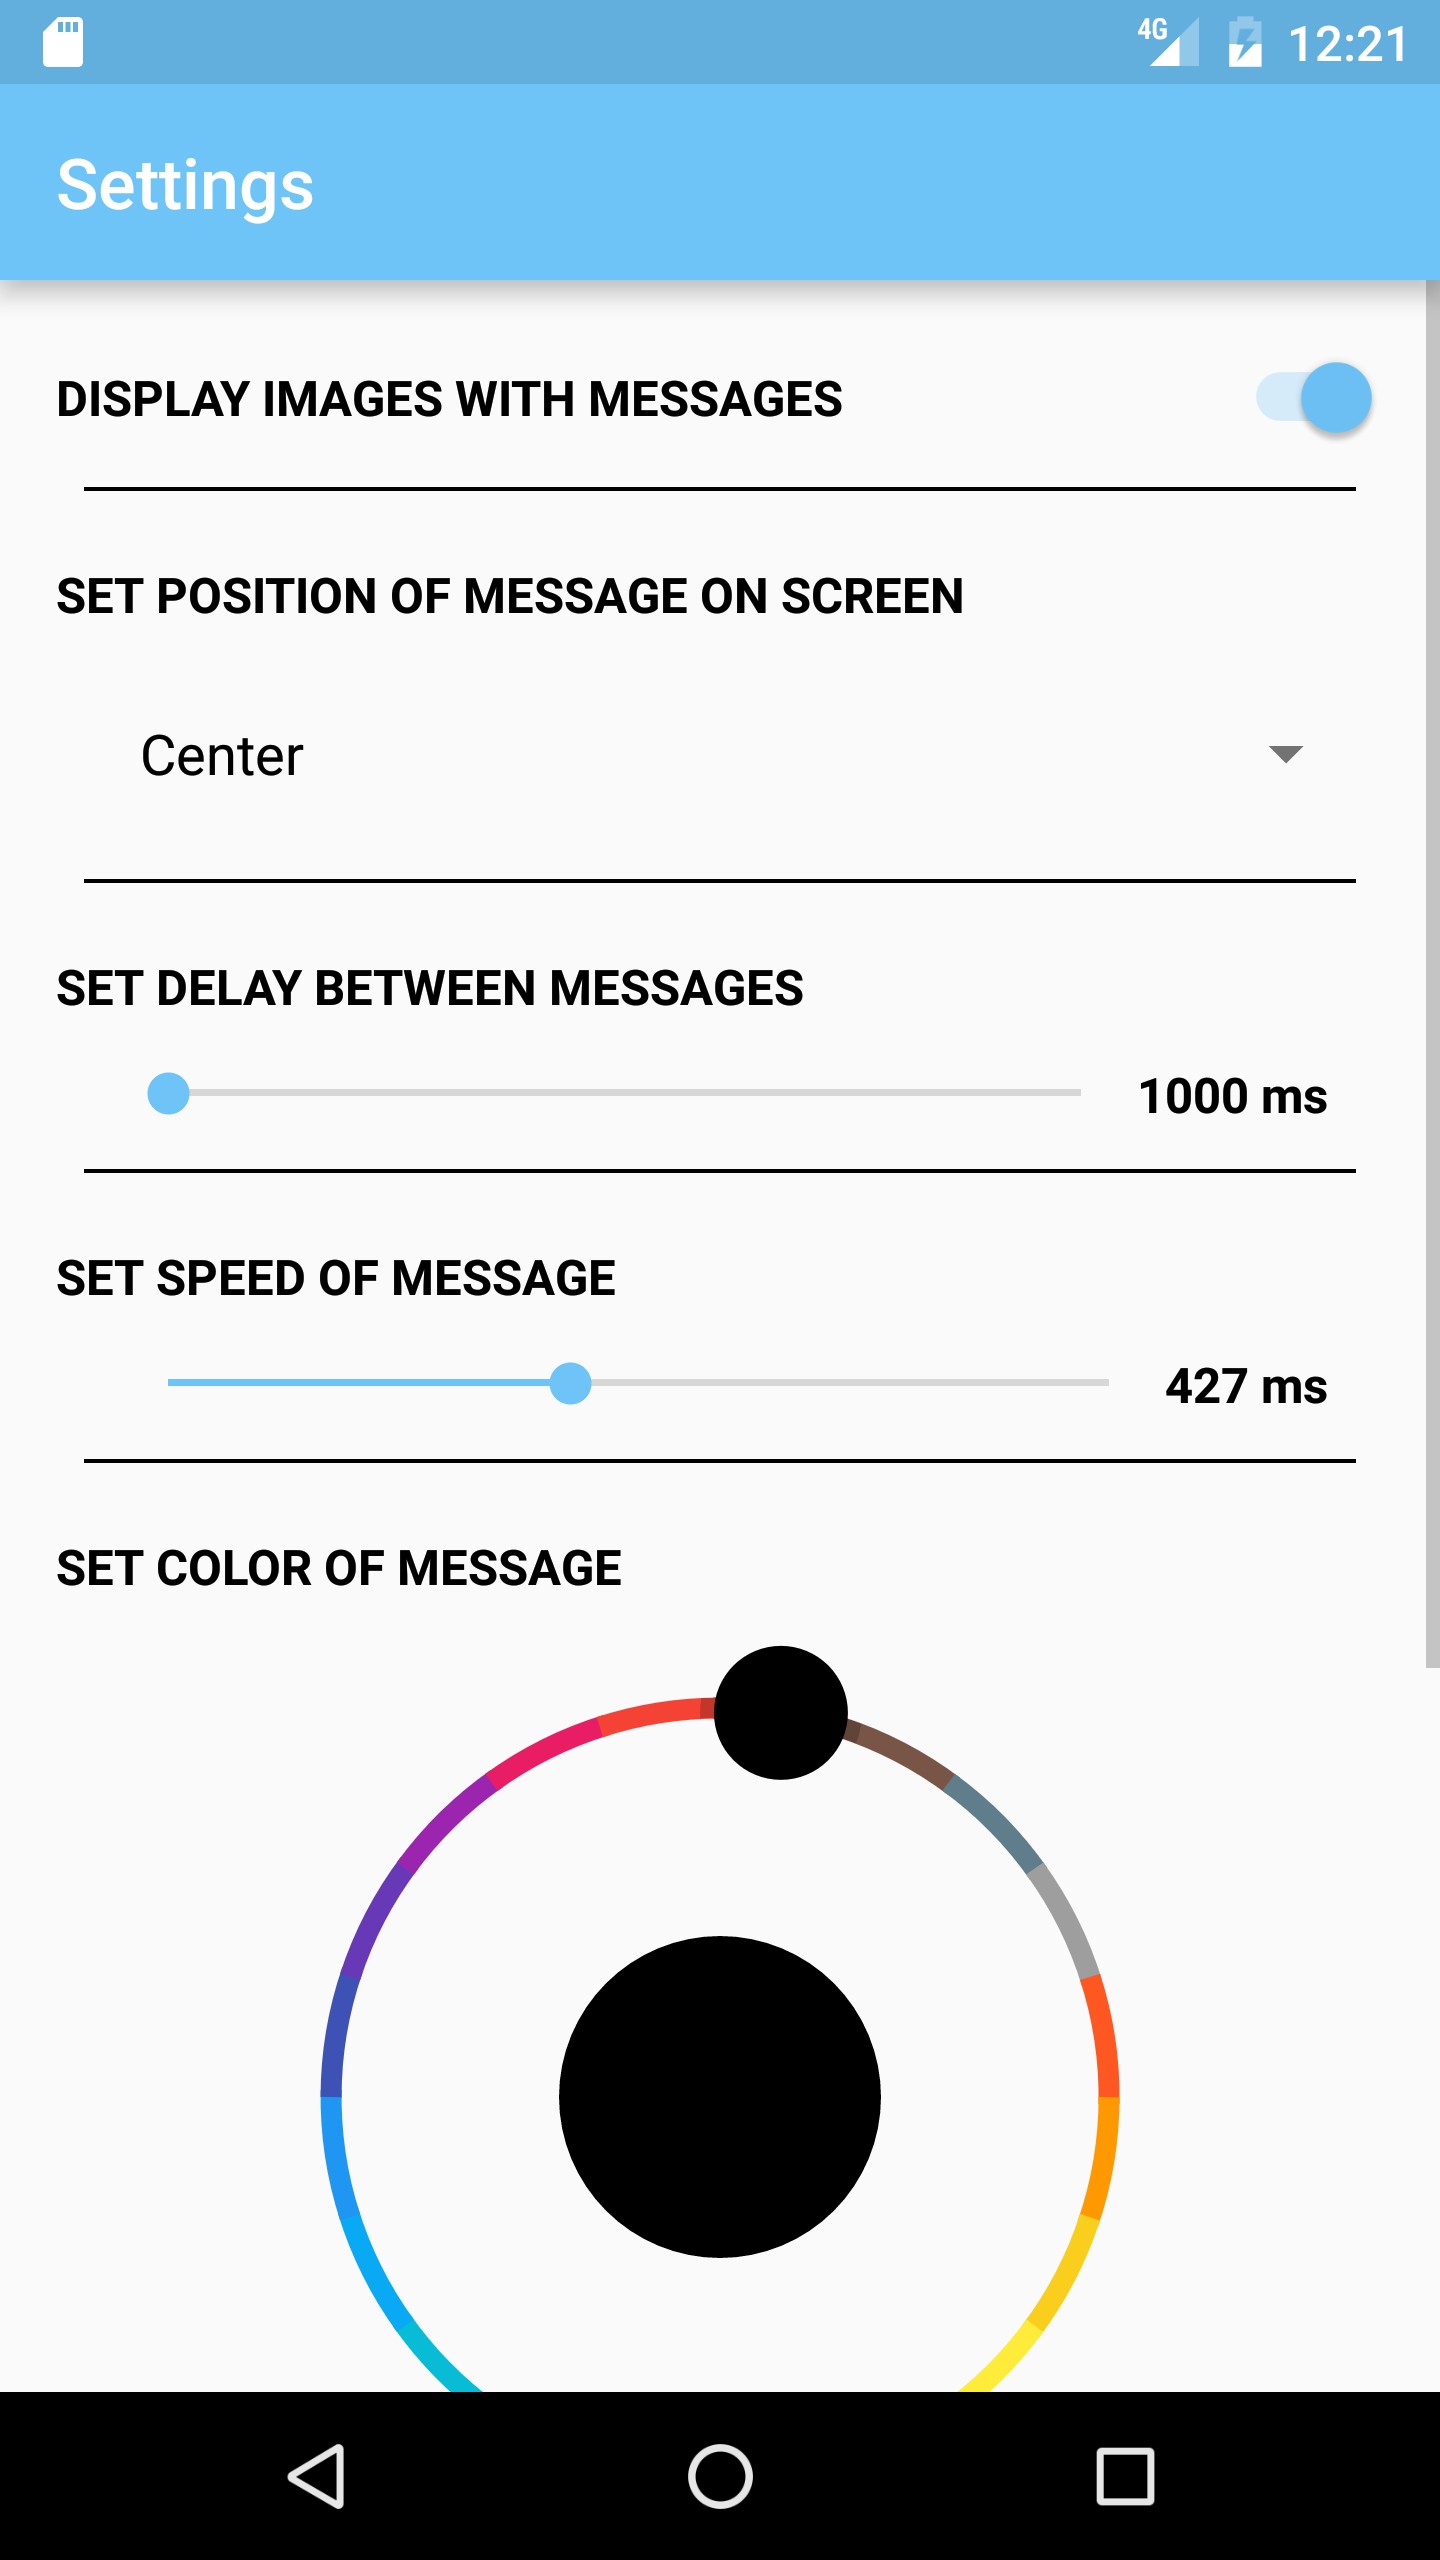 4G 12:21
Settings
DISPLAY IMAGES WITH MESSAGES
SET POSITION OF MESSAGE ON SCREEN
Center
SET DELAY BETWEEN MESSAGES
1000 ms
SET SPEED OF MESSAGE
427 ms
SET COLOR OF MESSAGE